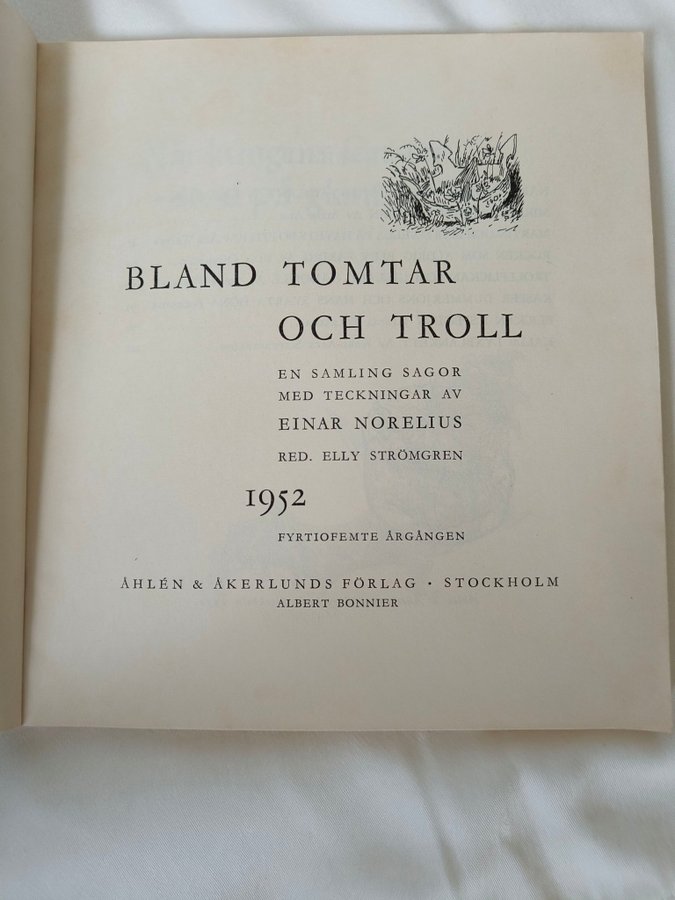 BLAND TOMTAR
OCH TROLL
EN SAMLING SAGOR
MED TECKNINGAR AV
EINAR NORELIUS
RED. ELLY STRÖMGREN
1952
FYRTIOFEMTE ÅRGÅNGEN
ÅHLÉN & ÅKERLUNDS FÖRLAG · STOCKHOLM
ALBERT BONNIER